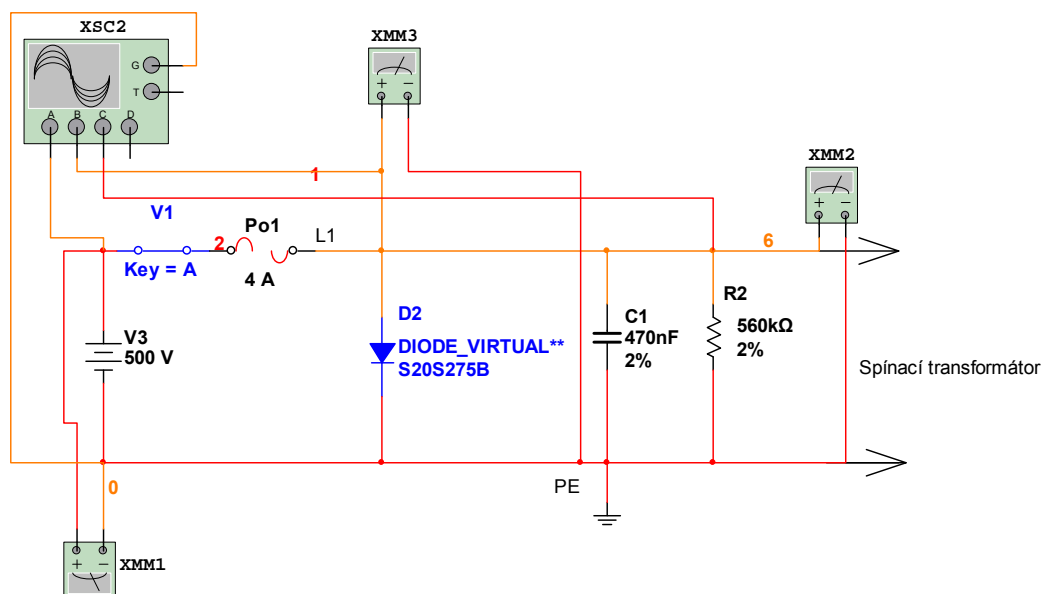 XSC2
G
T
A B C D
XMM3
+ −
1
XMM2
+ −
V1
2
Po1
L1
6
Key = A
4 A
V3
500 V
D2
DIODE_VIRTUAL**
S20S275B
C1
470nF
2%
R2
560kΩ
2%
Spínací transformátor
0
PE
+ −
XMM1